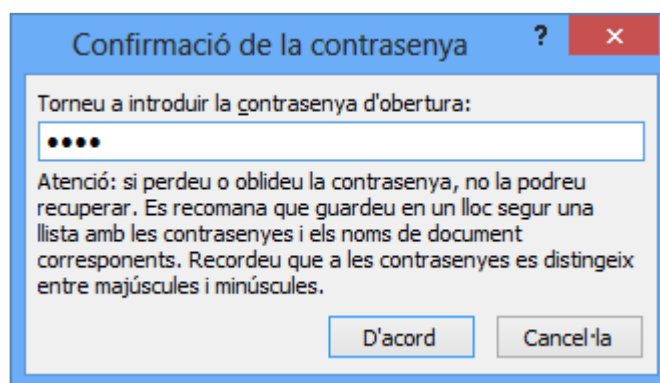 Confirmació de la contrasenya ? ×
Torneu a introduir la contrasenya d'obertura:
••••
Atenció: si perdeu o oblideu la contrasenya, no la podreu
recuperar. Es recomana que guardeu en un lloc segur una
llista amb les contrasenyes i els noms de document
corresponents. Recordeu que a les contrasenyes es distingeix
entre majúscules i minúscules.
D'acord Cancel·la